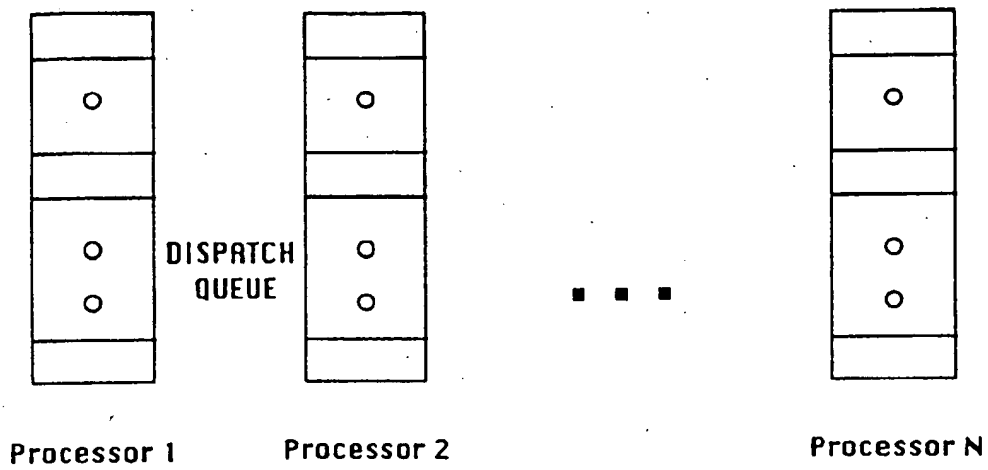 DISPATCH
QUEUE
Processor 1
Processor 2
Processor N